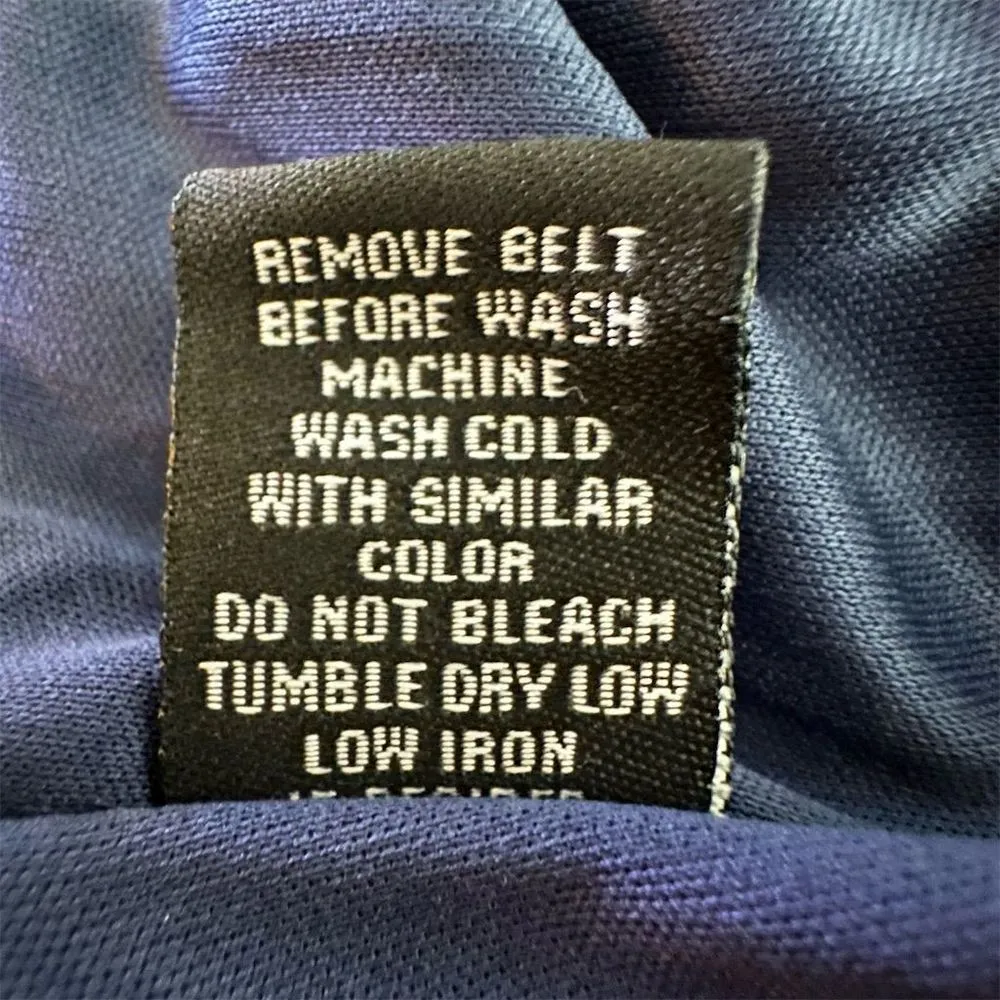 REMOVE BELT
BEFORE WASH
MACHINE
WASH COLD
WITH SIMILAR
COLOR
DO NOT BLEACH
TUMBLE DRY LOW
LOW IRON